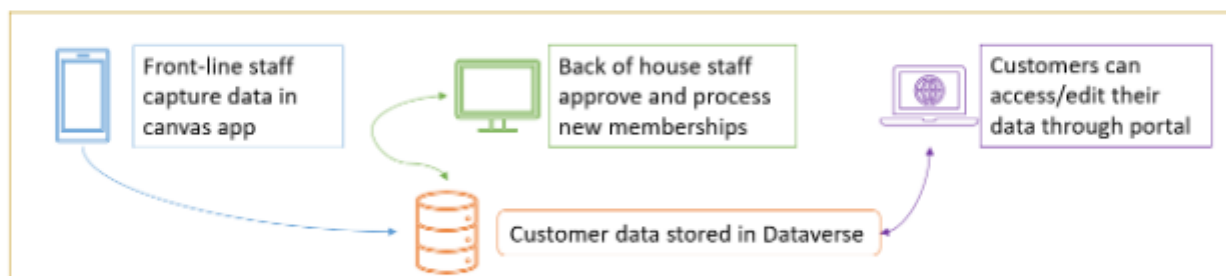 Front-line staff
capture data in
canvas app
Back of house staff
approve and process
new memberships
Customers can
access/edit their
data through portal
Customer data stored in Dataverse